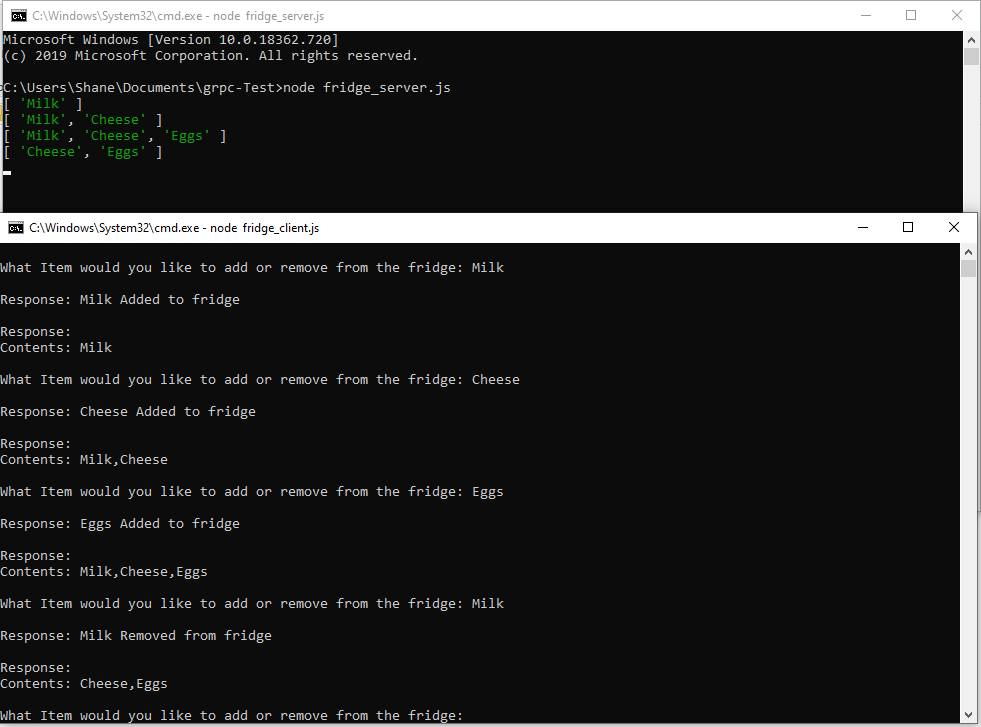 C:\Windows\System32\cmd.exe - node fridge_server.js
Microsoft Windows [Version 10.0.18362.720]
(c) 2019 Microsoft Corporation. All rights reserved.
C:\Users\Shane\Documents\grpc-Test>node fridge_server.js
[ 'Milk' ]
[ 'Milk', 'Cheese' ]
[ 'Milk', 'Cheese', 'Eggs' ]
[ 'Cheese', 'Eggs' ]
C:\Windows\System32\cmd.exe - node fridge_client.js
What Item would you like to add or remove from the fridge: Milk
Response: Milk Added to fridge
Response:
Contents: Milk
What Item would you like to add or remove from the fridge: Cheese
Response: Cheese Added to fridge
Response:
Contents: Milk,Cheese
What Item would you like to add or remove from the fridge: Eggs
Response: Eggs Added to fridge
Response:
Contents: Milk,Cheese,Eggs
What Item would you like to add or remove from the fridge: Milk
Response: Milk Removed from fridge
Response:
Contents: Cheese,Eggs
What Item would you like to add or remove from the fridge: